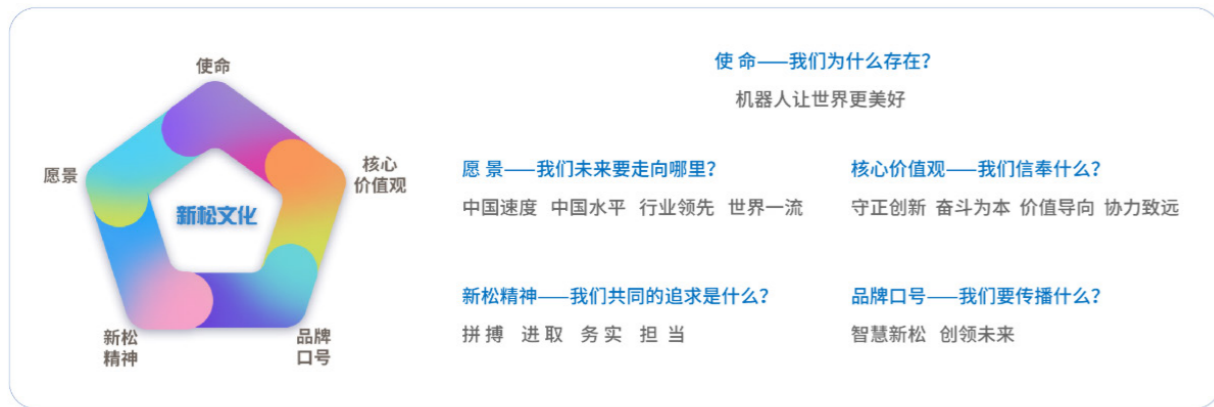 使命
愿景
核心
价值观
新松文化
新松
精神
品牌
口号
使 命——我们为什么存在？
机器人让世界更美好
愿 景——我们未来要走向哪里？
中国速度 中国水平 行业领先 世界一流
核心价值观——我们信奉什么？
守正创新 奋斗为本 价值导向 协力致远
新松精神——我们共同的追求是什么？
拼 搏 进 取 务 实 担 当
品牌口号——我们要传播什么？
智慧新松 创领未来